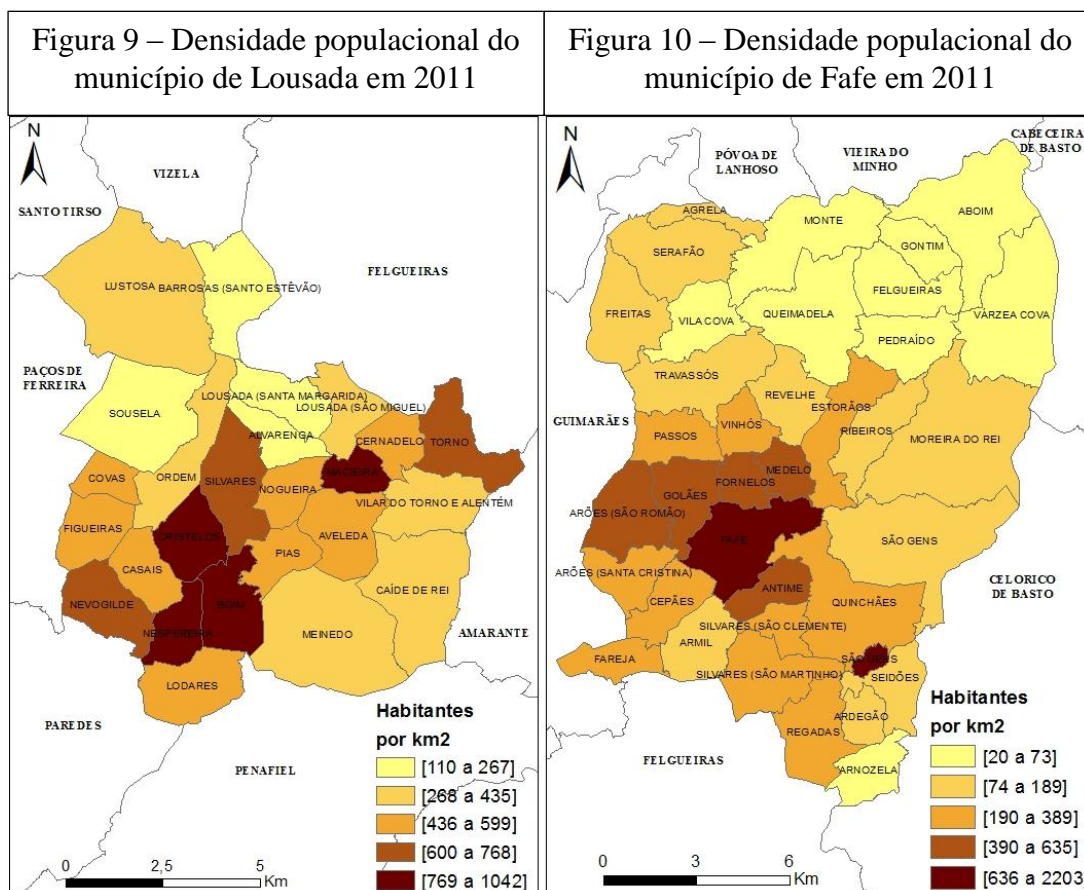 Figura 9 – Densidade populacional do
município de Lousada em 2011
N
VIZELA
SANTO TIRSO
FELGUEIRAS
LUSTOSA
BARROSAS (SANTO ESTÊVÃO)
PAÇOS DE
FERREIRA
SOUSELA
LOUSADA (SANTA MARGARIDA)
LOUSADA (SÃO MIGUEL)
ALVARENGA
CERNADELO
TORNO
MACIEIRA
COVAS
ORDEM
SILVARES
NOGUEIRA
VILAR DO TORNO E ALENTÉM
FIGUEIRAS
CRISTELOS
AVELEDA
PIAS
CASAIS
CAÍDE DE REI
NEVOGILDE
BOIM
NESPEREIRA
MEINEDO
AMARANTE
LODARES
PAREDES
PENAFIEL
Habitantes
por km2
[110 a 267]
[268 a 435]
[436 a 599]
[600 a 768]
[769 a 1042]
0 2,5 5
Km
Figura 10 – Densidade populacional do
município de Fafe em 2011
N
CABECEIRA
DE BASTO
PÓVOA DE
LANHOSO
VIEIRA DO
MINHO
AGRELA
MONTE
ABOIM
SERAFÃO
GONTIM
FELGUEIRAS
FREITAS
VILA COVA
QUEIMADELA
VÁRZEA COVA
PEDRAÍDO
TRAVASSÓS
REVELHE
GUIMARÃES
ESTORÃOS
PASSOS
VINHÓS
RIBEIROS
MOREIRA DO REI
MEDELO
GOLÃES
FORNELOS
ARÕES (SÃO ROMÃO)
FAFE
SÃO GENS
ARÕES (SANTA CRISTINA)
CELORICO
DE BASTO
CEPÃES
ANTIME
QUINCHÃES
SILVARES (SÃO CLEMENTE)
ARMIL
FAREJA
SÃO GENS
SILVARES (SÃO MARTINHO)
SEIDÕES
ARDEGÃO
REGADAS
FELGUEIRAS
ARNOZELA
Habitantes
por km2
[20 a 73]
[74 a 189]
[190 a 389]
[390 a 635]
[636 a 2203]
0 3 6
Km